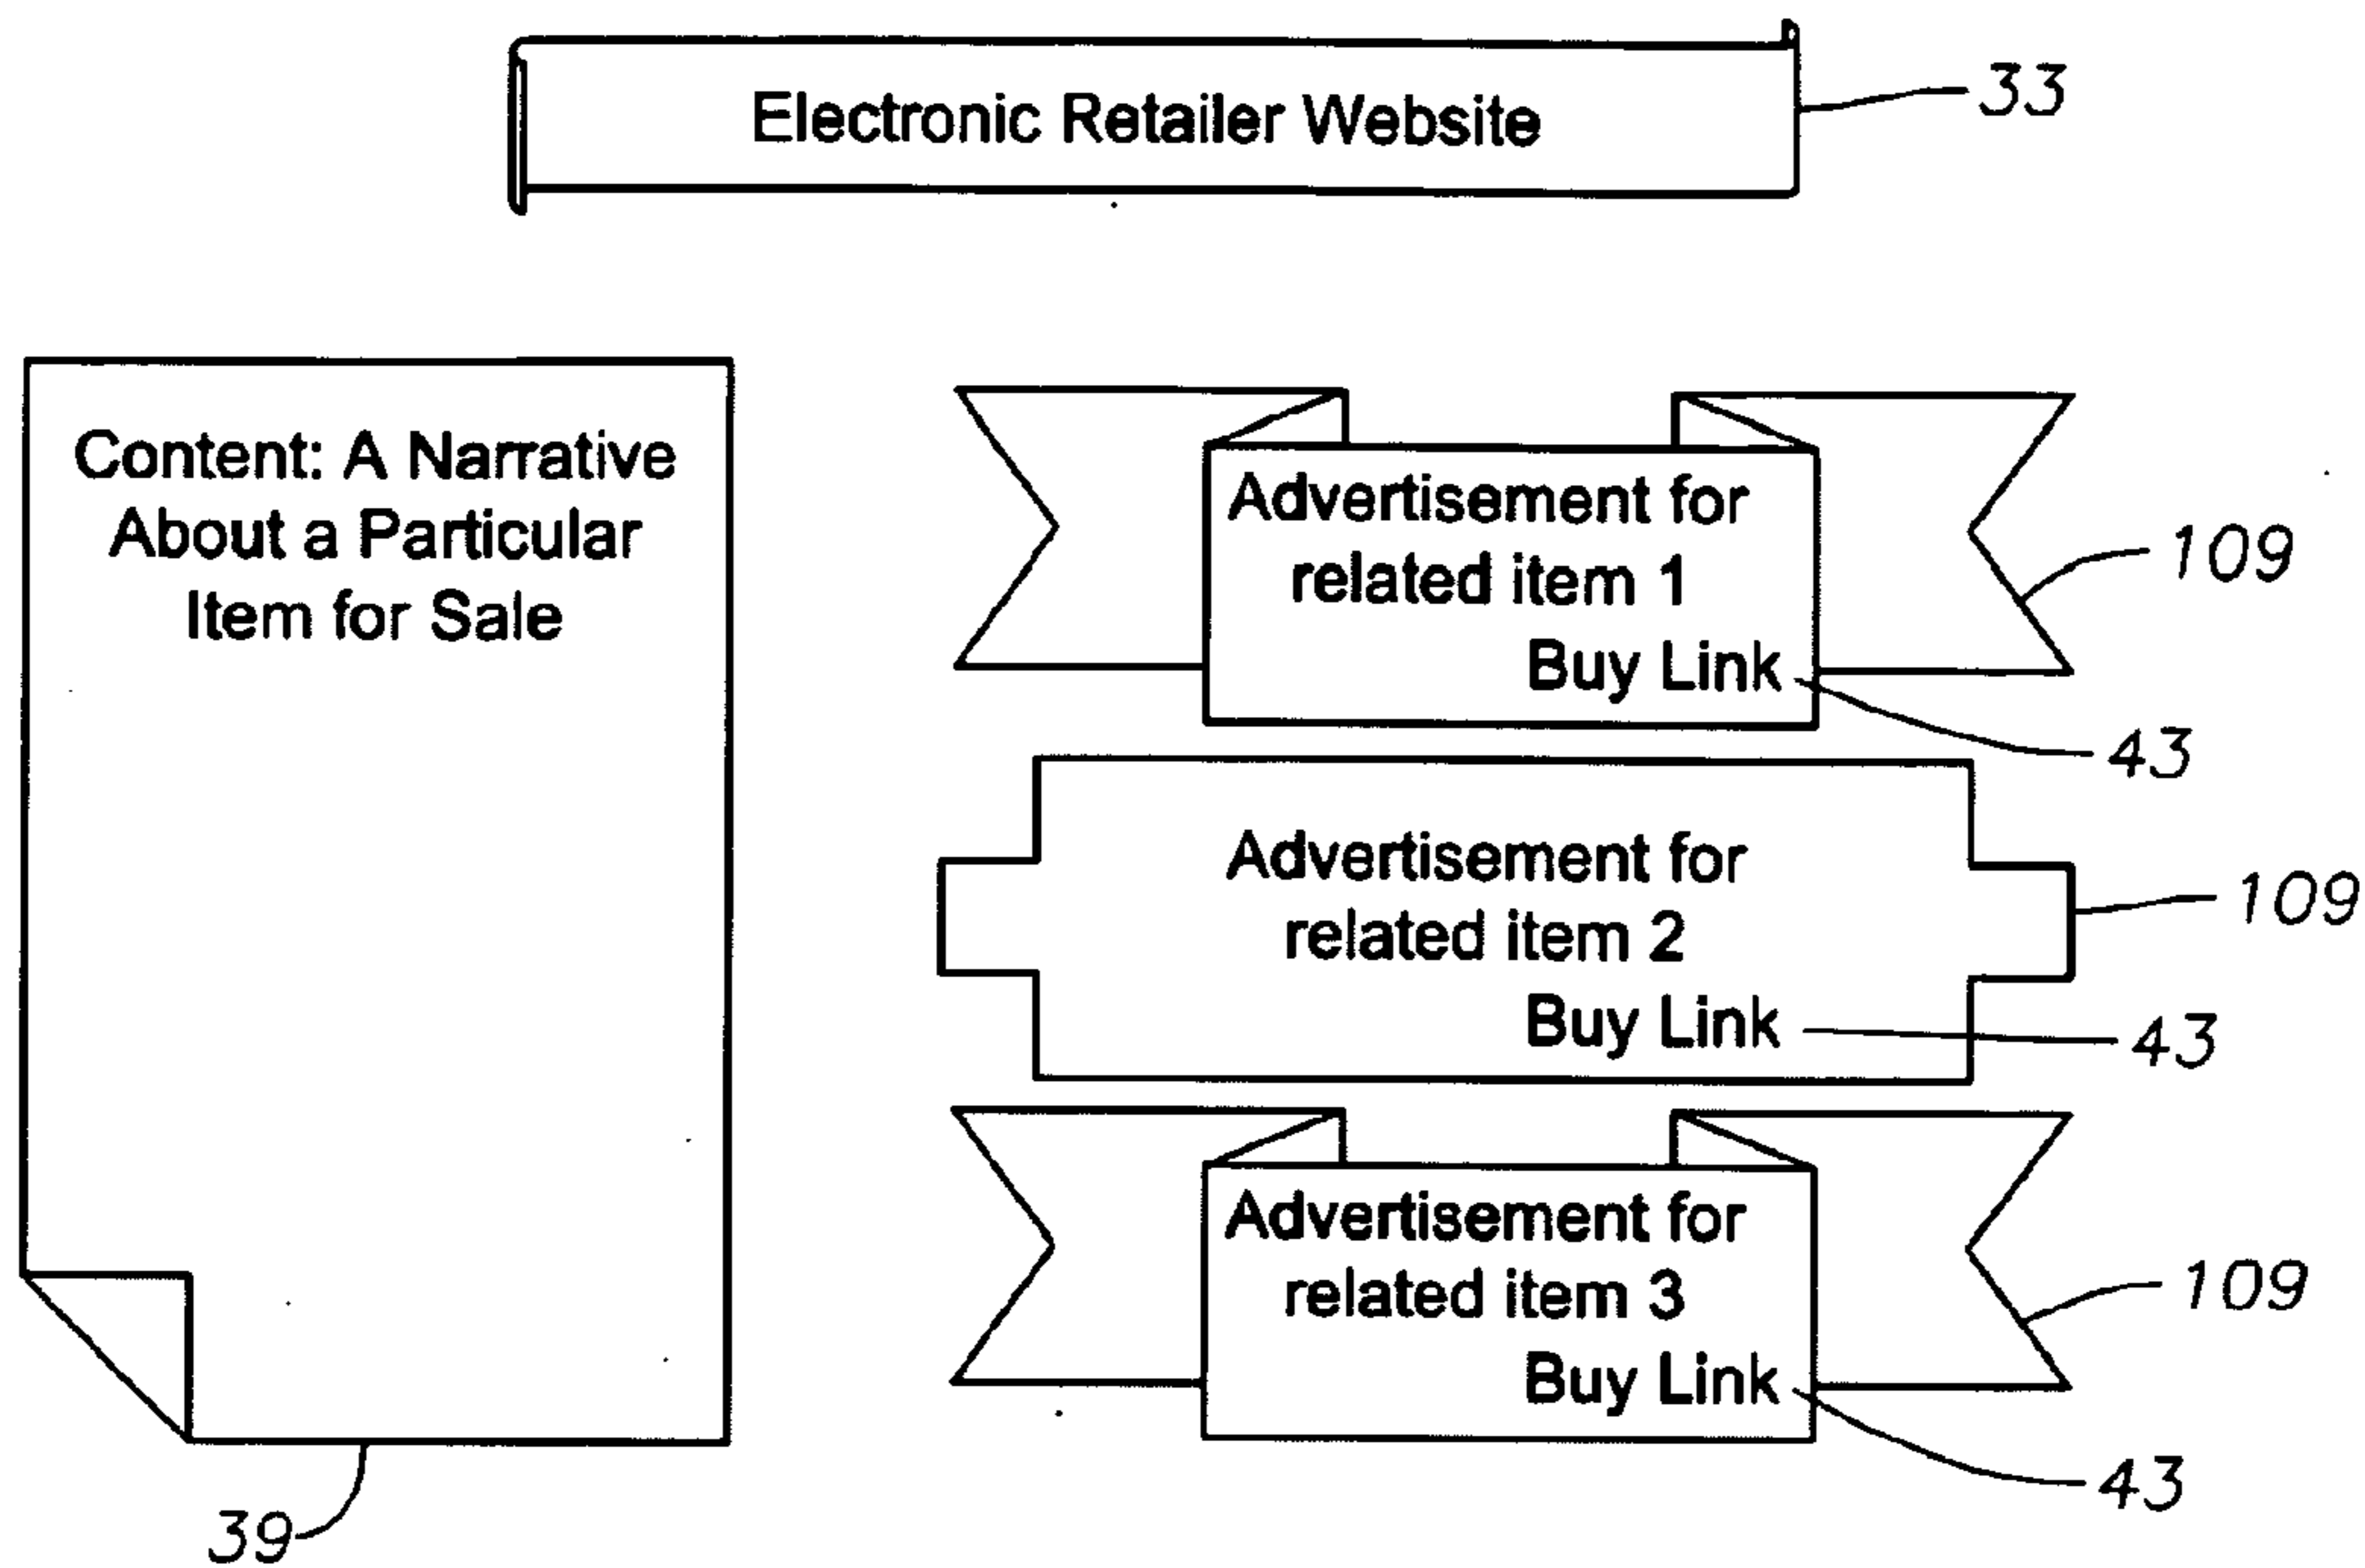 Electronic Retailer Website
33
Content: A Narrative
About a Particular
Item for Sale
39
Advertisement for
related item 1
Buy Link
109
43
Advertisement for
related item 2
Buy Link
109
43
Advertisement for
related item 3
Buy Link
109
43